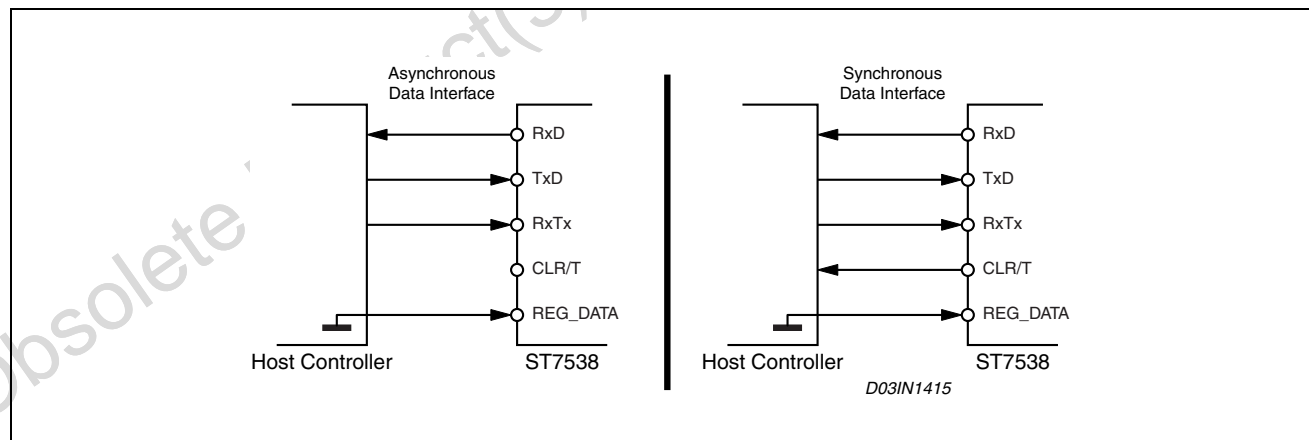 Asynchronous
Data Interface
RxD
TxD
RxTx
CLR/T
REG_DATA
Host Controller
ST7538
Synchronous
Data Interface
RxD
TxD
RxTx
CLR/T
REG_DATA
Host Controller
ST7538
D03IN1415
obsolete